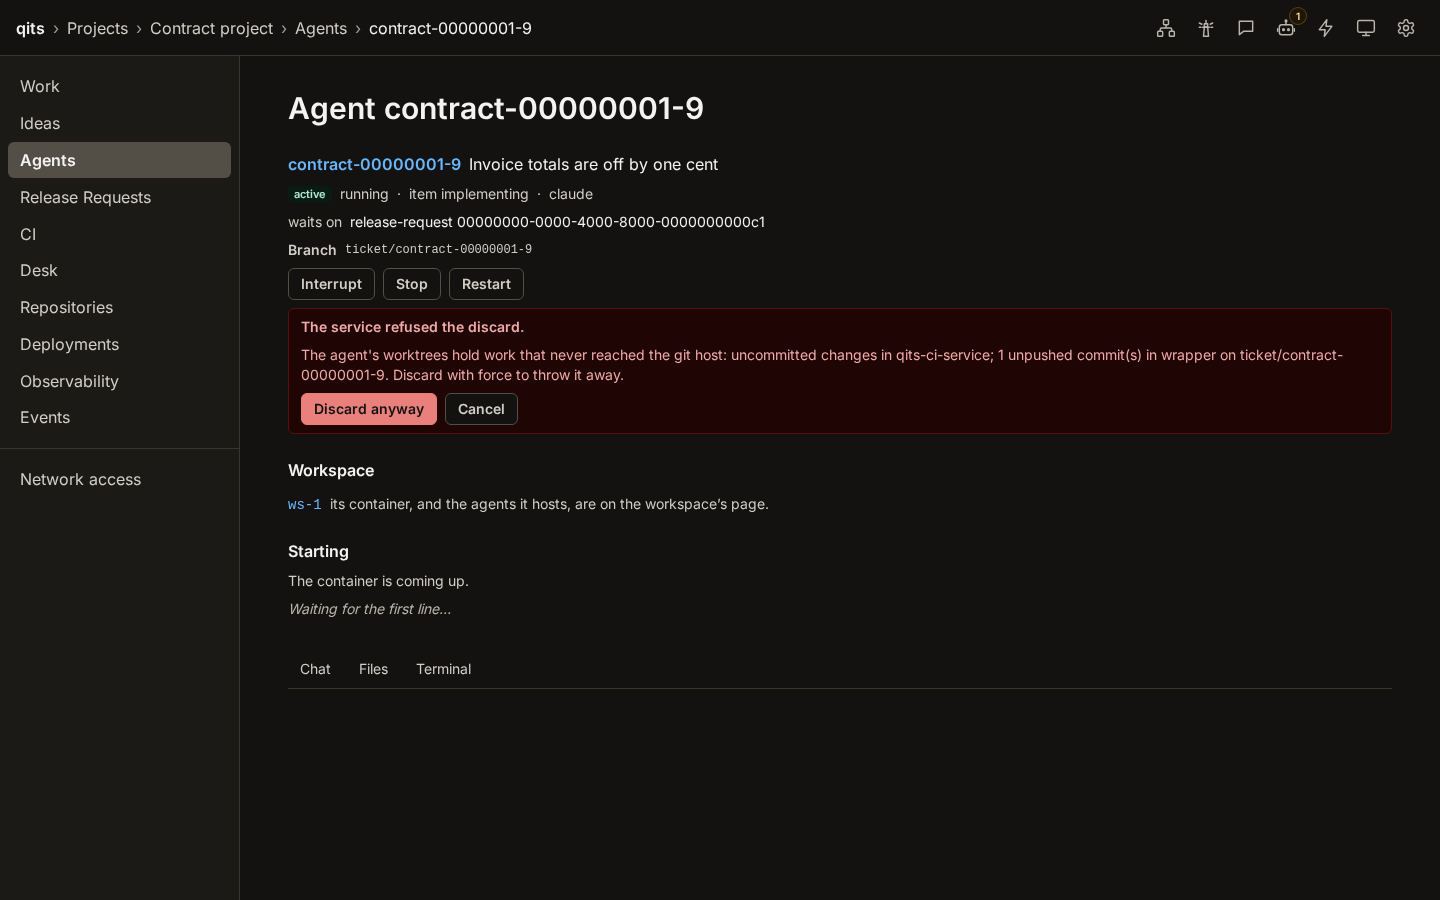 qits › Projects › Contract project › Agents › contract-00000001-9
1
Work
Ideas
Agents
Release Requests
CI
Desk
Repositories
Deployments
Observability
Events
Network access
Agent contract-00000001-9
contract-00000001-9 Invoice totals are off by one cent
active running · item implementing · claude
waits on release-request 00000000-0000-4000-8000-0000000000c1
Branch ticket/contract-00000001-9
Interrupt Stop Restart
The service refused the discard.
The agent's worktrees hold work that never reached the git host: uncommitted changes in qits-ci-service; 1 unpushed commit(s) in wrapper on ticket/contract-
00000001-9. Discard with force to throw it away.
Discard anyway Cancel
Workspace
ws-1 its container, and the agents it hosts, are on the workspace’s page.
Starting
The container is coming up.
Waiting for the first line…
Chat Files Terminal